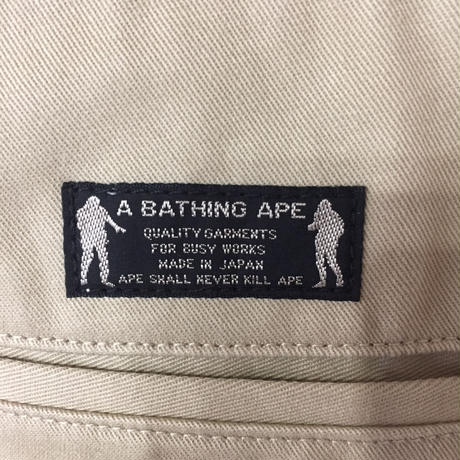 A BATHING APE
QUALITY GARMENTS
FOR BUSY WORKS
MADE IN JAPAN
APE SHALL NEVER KILL APE